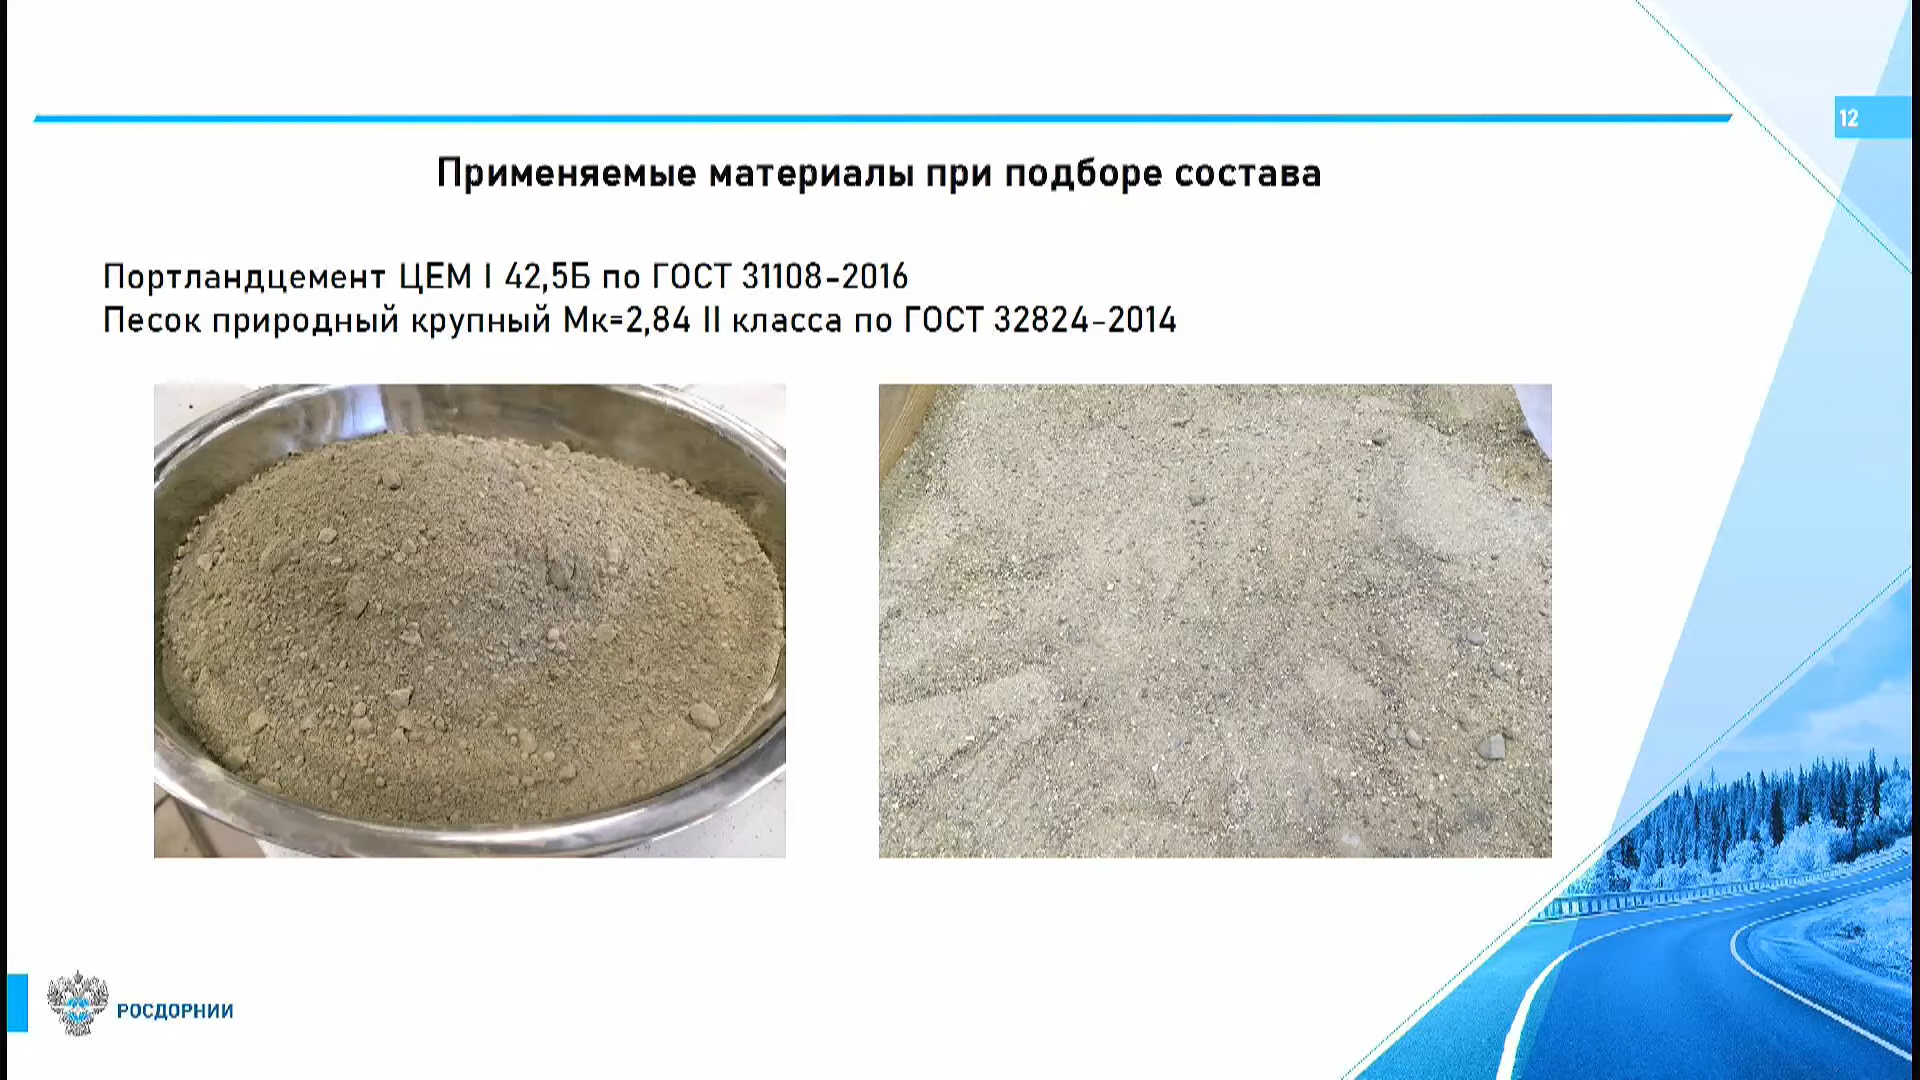 12
Применяемые материалы при подборе состава
Портландцемент ЦЕМ I 42,5Б по ГОСТ 31108-2016
Песок природный крупный Мк=2,84 II класса по ГОСТ 32824-2014
РОСДОРНИИ